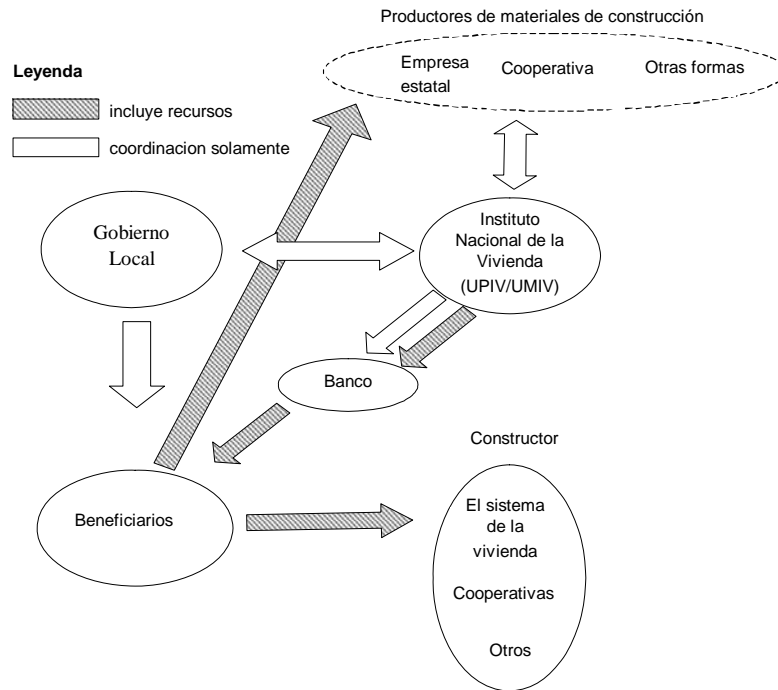 Productores de materiales de construcción
Empresa
estatal
Cooperativa
Otras formas
Leyenda
incluye recursos
coordinacion solamente
Gobierno
Local
Instituto
Nacional de la
Vivienda
(UPIV/UMIV)
Banco
Constructor
Beneficiarios
El sistema
de la
vivienda
Cooperativas
Otros